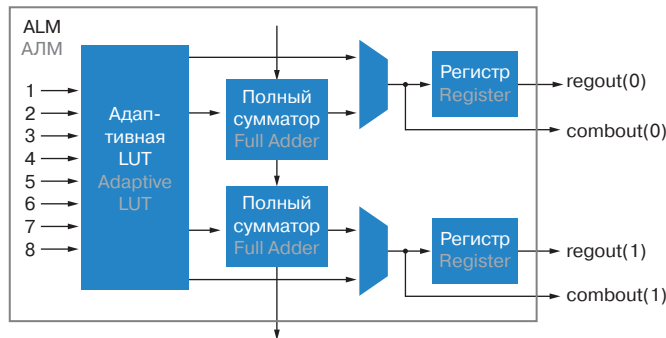 ALM
АЛМ
1
2
3
4
5
6
7
8
Адап-
тивная
LUT
Adaptive
LUT
Полный
сумматор
Full Adder
Полный
сумматор
Full Adder
Регистр
Register
regout(0)
combout(0)
Регистр
Register
regout(1)
combout(1)